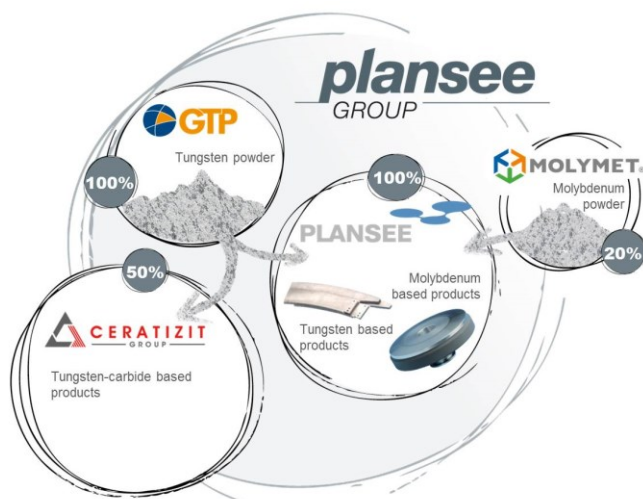 plansee
GROUP
GTP
Tungsten powder
100%
100%
MOLYMET®
Molybdenum
powder
20%
PLANSEE
50%
Molybdenum
based products
Tungsten based
products
CERATIZIT
GROUP
Tungsten-carbide based
products